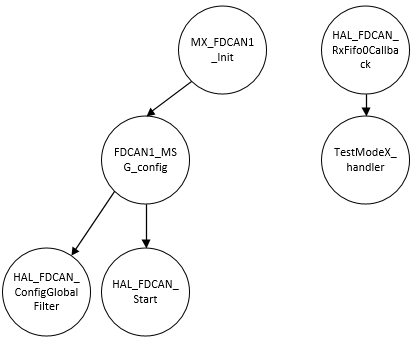 MX_FDCAN1
_Init
HAL_FDCAN_
RxFifo0Callba
ck
FDCAN1_MS
G_config
TestModeX_
handler
HAL_FDCAN_
ConfigGlobal
Filter
HAL_FDCAN_
Start